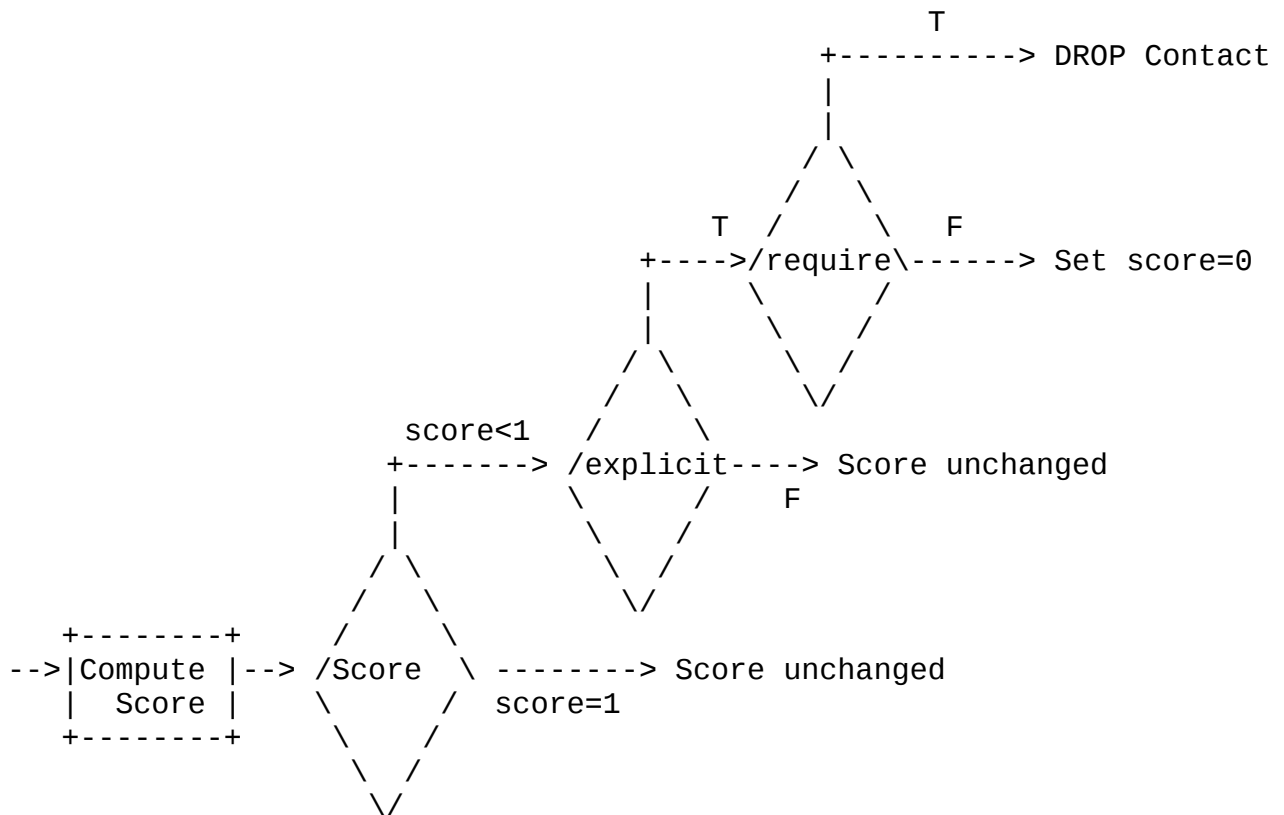 T
+----------> DROP Contact
|
|
/ \
/   \
T  /     \   F
+---->/require\------> Set score=0
|     \       /
|      \     /
/ \      \   /
/   \      \/
score<1   /     \
+-------> /explicit----> Score unchanged
|         \       /    F
|          \     /
/ \          \   /
/   \          \/
+--------+     /     \
-->|Compute |--> /Score  \ --------> Score unchanged
|  Score |    \      /  score=1
+--------+     \    /
\  /
\/